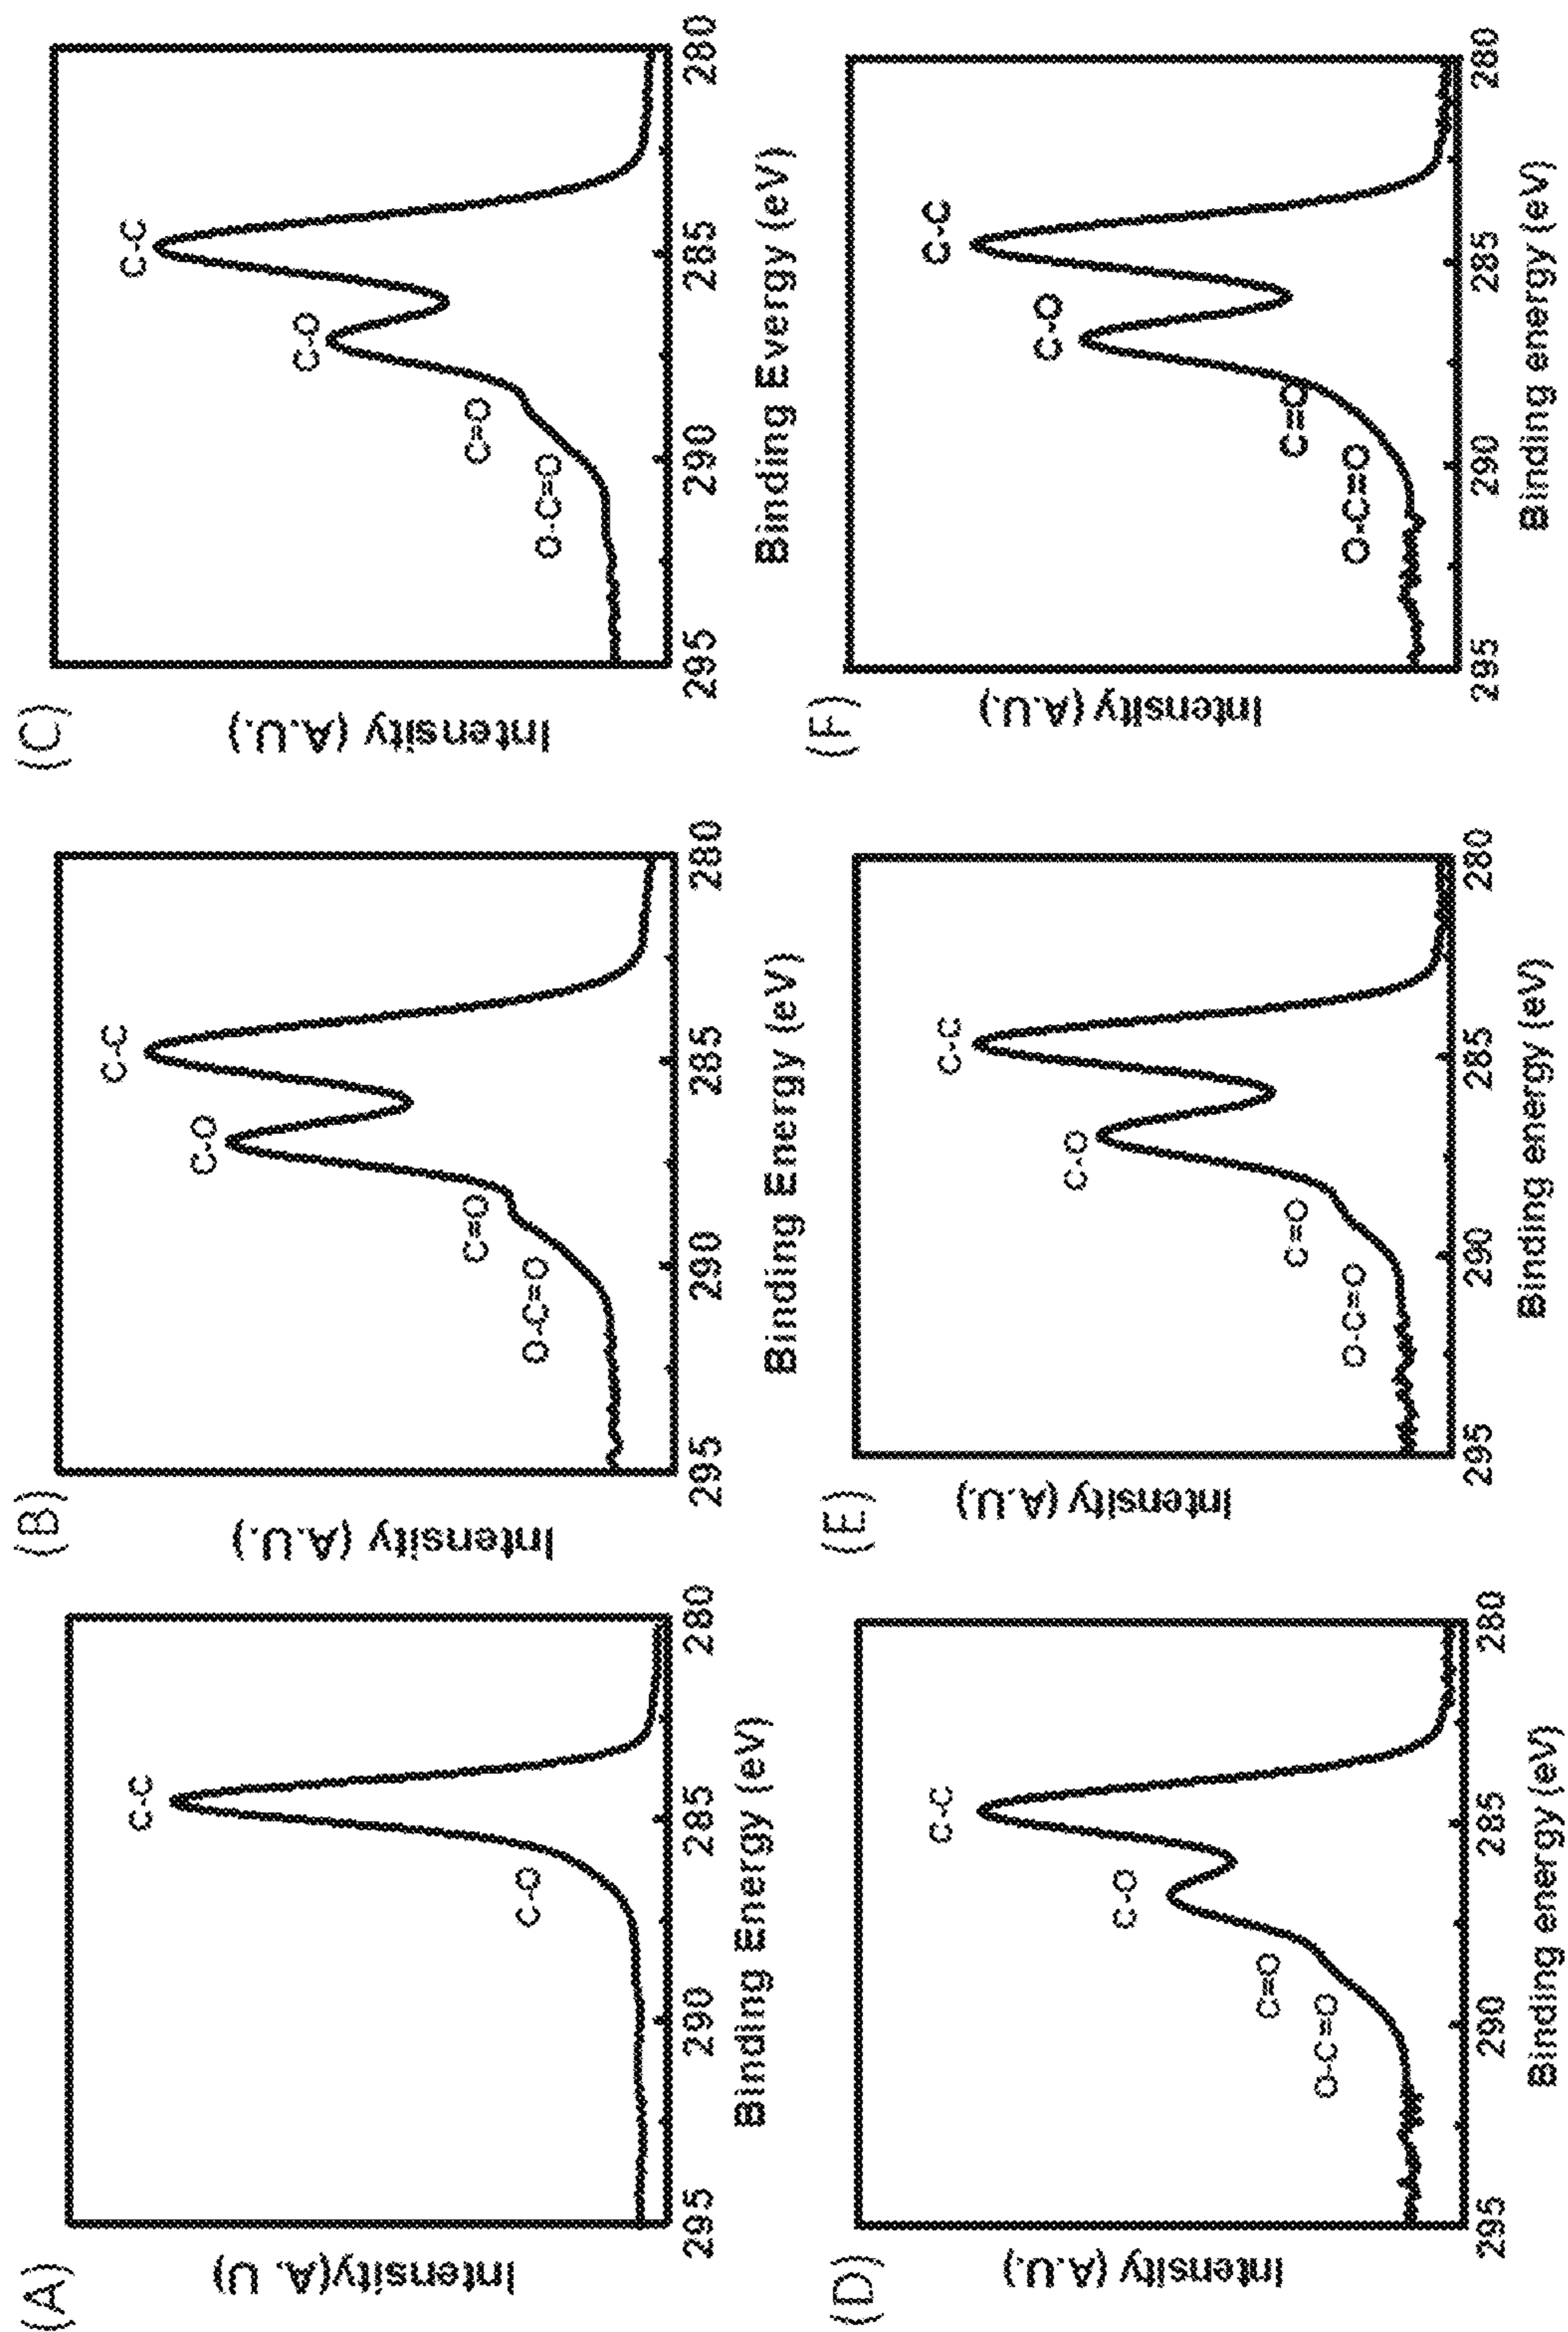 (A)
Intensity(A. U)
C-C
C-O
295 290 285 280
Binding Energy (eV)
(B)
Intensity (A.U.)
C-C
C-O
C=O
O-C=O
295 290 285 280
Binding Energy (eV)
(C)
Intensity (A.U.)
C-C
C-O
C=O
O-C=O
295 290 285 280
Binding Evergy (eV)
(D)
Intensity (A.U.)
C-C
C-O
C=O
O-C=O
295 290 285 280
Binding energy (eV)
(E)
Intensity (A.U.)
C-C
C-O
C=O
O-C=O
295 290 285 280
Binding energy (eV)
(F)
Intensity (A.U.)
C-C
C-O
C=O
O-C=O
295 290 285 280
Binding energy (eV)